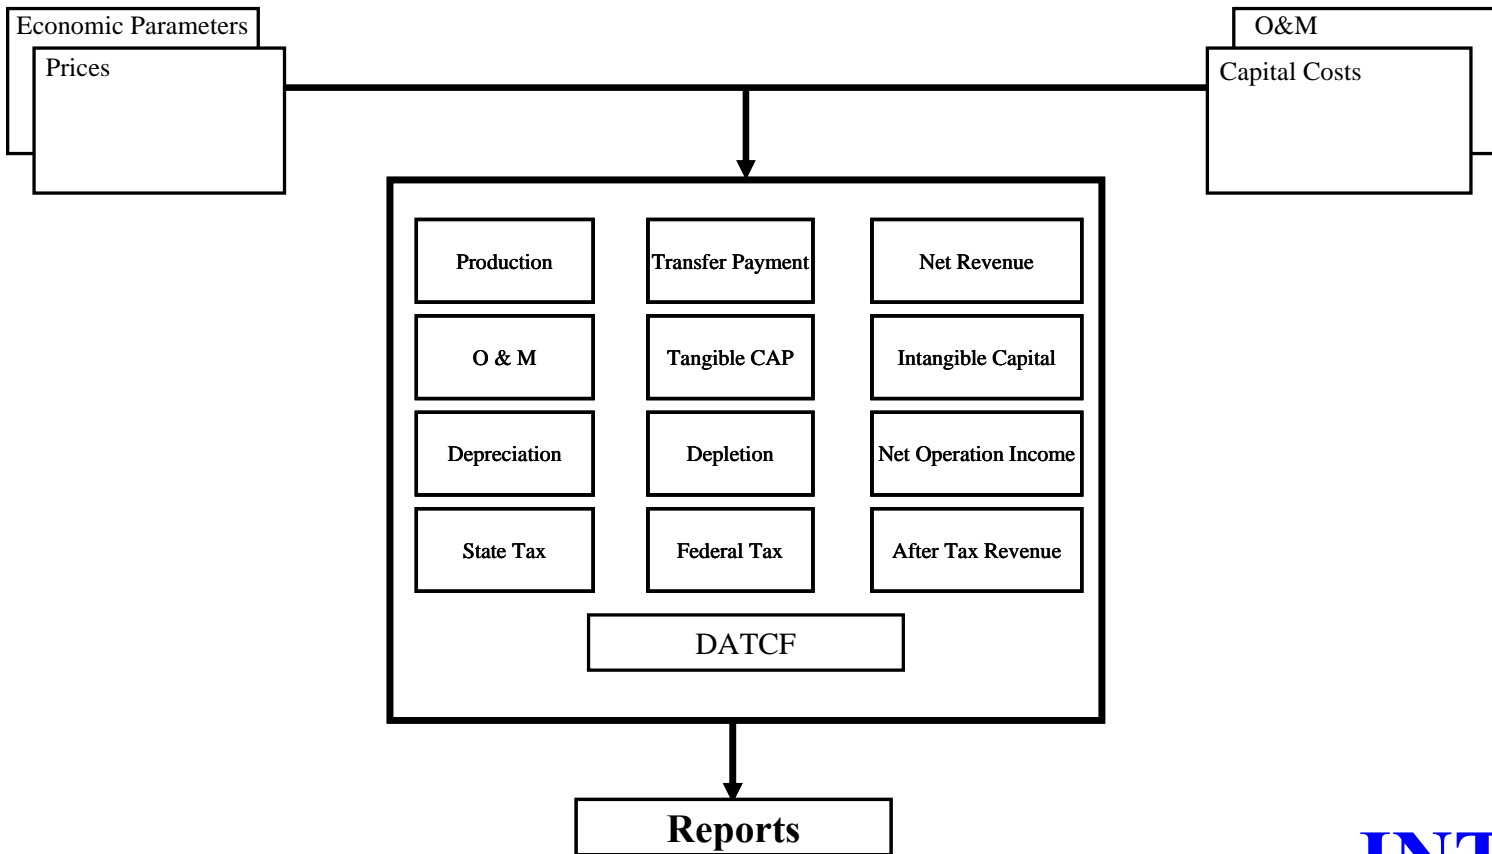 Economic Parameters
Prices
O&M
Capital Costs
Production
Transfer Payment
Net Revenue
O & M
Tangible CAP
Intangible Capital
Depreciation
Depletion
Net Operation Income
State Tax
Federal Tax
After Tax Revenue
DATCF
Reports